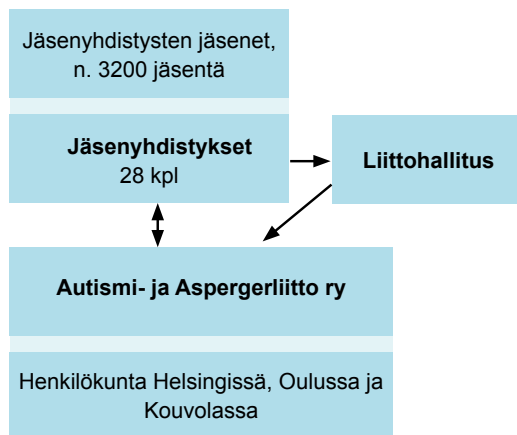 Jäsenyhdistysten jäsenet,
n. 3200 jäsentä
Jäsenyhdistykset
28 kpl
Liittohallitus
Autismi- ja Aspergerliitto ry
Henkilökunta Helsingissä, Oulussa ja
Kouvolassa